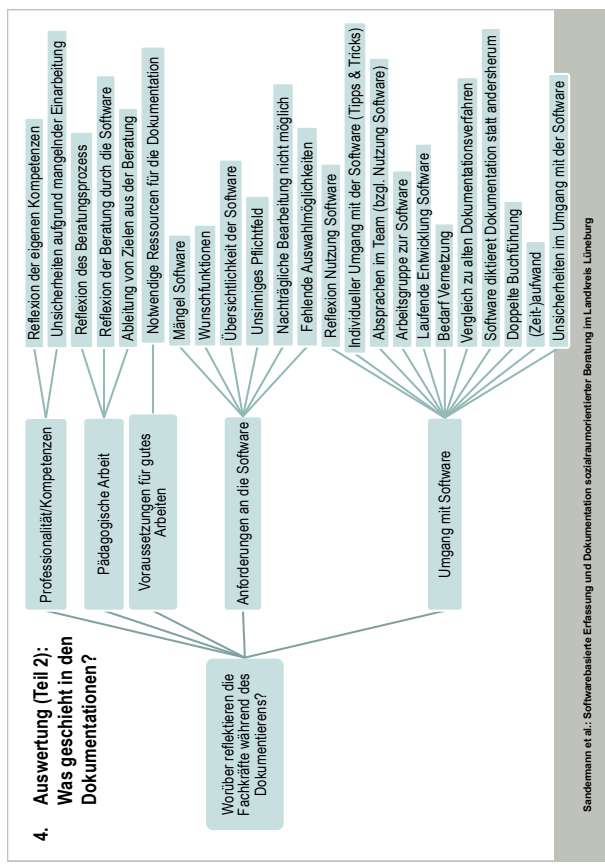 4. Auswertung (Teil 2):
Was geschieht in den
Dokumentationen?
Worüber reflektieren die
Fachkräfte während des
Dokumentierens?
Professionalität/Kompetenzen
Reflexion der eigenen Kompetenzen
Unsicherheiten aufgrund mangelnder Einarbeitung
Pädagogische Arbeit
Reflexion des Beratungsprozess
Reflexion der Beratung durch die Software
Ableitung von Zielen aus der Beratung
Voraussetzungen für gutes
Arbeiten
Notwendige Ressourcen für die Dokumentation
Anforderungen an die Software
Mängel Software
Wunschfunktionen
Übersichtlichkeit der Software
Unsinniges Pflichtfeld
Nachträgliche Bearbeitung nicht möglich
Fehlende Auswahlmöglichkeiten
Umgang mit Software
Reflexion Nutzung Software
Individueller Umgang mit der Software (Tipps & Tricks)
Absprachen im Team (bzgl. Nutzung Software)
Arbeitsgruppe zur Software
Laufende Entwicklung Software
Bedarf Vernetzung
Vergleich zu alten Dokumentationsverfahren
Software diktieret Dokumentation statt andersherum
Doppelte Buchführung
(Zeit-)aufwand
Unsicherheiten im Umgang mit der Software
Sandermann et al.: Softwarebasierte Erfassung und Dokumentation sozialraumorientierter Beratung im Landkreis Lüneburg